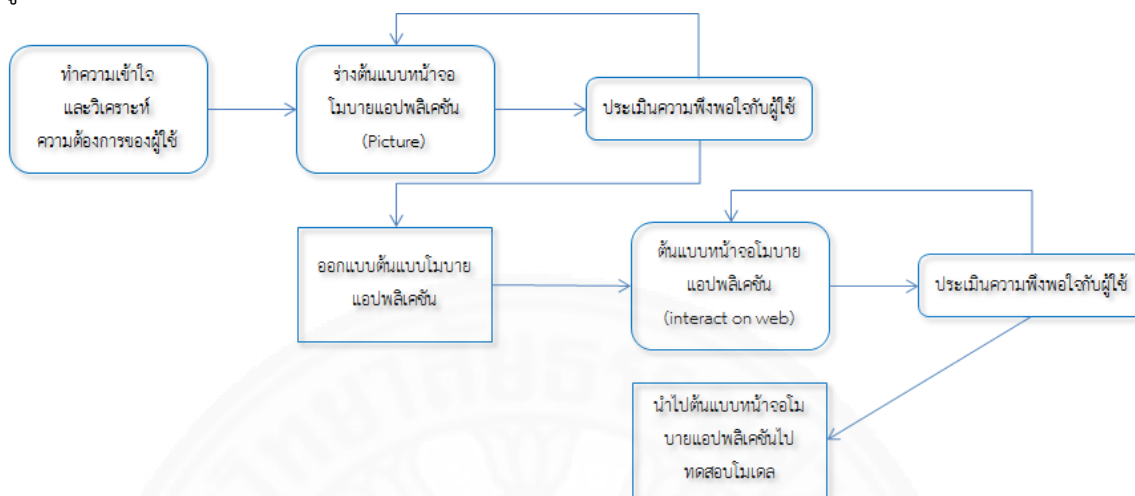 ทำความเข้าใจ
และวิเคราะห์
ความต้องการของผู้ใช้
ร่างต้นแบบหน้าจอ
โมบายแอปพลิเคชัน
(Picture)
ประเมินความพึงพอใจกับผู้ใช้
ออกแบบต้นแบบโมบาย
แอปพลิเคชัน
ต้นแบบหน้าจอโมบาย
แอปพลิเคชัน
(interact on web)
ประเมินความพึงพอใจกับผู้ใช้
นำไปต้นแบบหน้าจอโม
บายแอปพลิเคชันไป
ทดสอบโมเดล